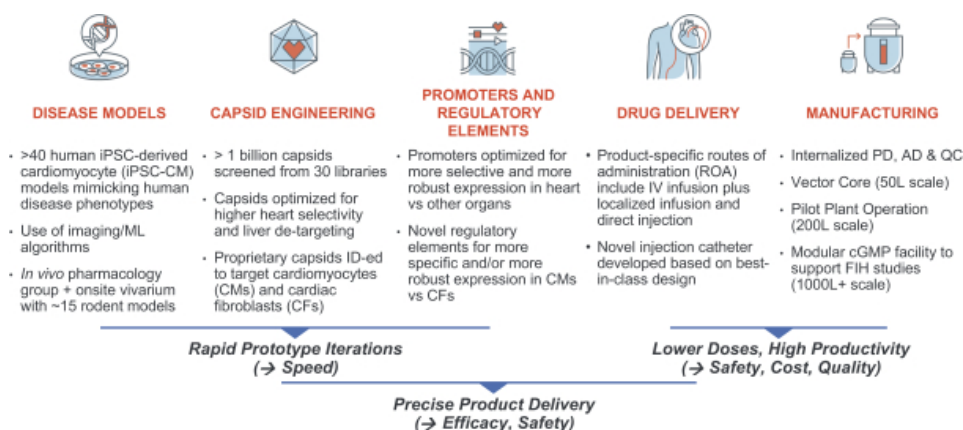 DISEASE MODELS
· >40 human iPSC-derived
cardiomyocyte (iPSC-CM)
models mimicking human
disease phenotypes
· Use of imaging/ML
algorithms
· In vivo pharmacology
group + onsite vivarium
with ~15 rodent models
CAPSID ENGINEERING
· > 1 billion capsids
screened from 30 libraries
· Capsids optimized for
higher heart selectivity
and liver de-targeting
· Proprietary capsids ID-ed
to target cardiomyocytes
(CMs) and cardiac
fibroblasts (CFs)
PROMOTERS AND
REGULATORY
ELEMENTS
· Promoters optimized for
more selective and more
robust expression in heart
vs other organs
· Novel regulatory
elements for more
specific and/or more
robust expression in CMs
vs CFs
DRUG DELIVERY
· Product-specific routes of
administration (ROA)
include IV infusion plus
localized infusion and
direct injection
· Novel injection catheter
developed based on best-
in-class design
MANUFACTURING
· Internalized PD, AD & QC
· Vector Core (50L scale)
· Pilot Plant Operation
(200L scale)
· Modular cGMP facility to
support FIH studies
(1000L+ scale)
Rapid Prototype Iterations
(→ Speed)
Lower Doses, High Productivity
(→ Safety, Cost, Quality)
Precise Product Delivery
(→ Efficacy, Safety)